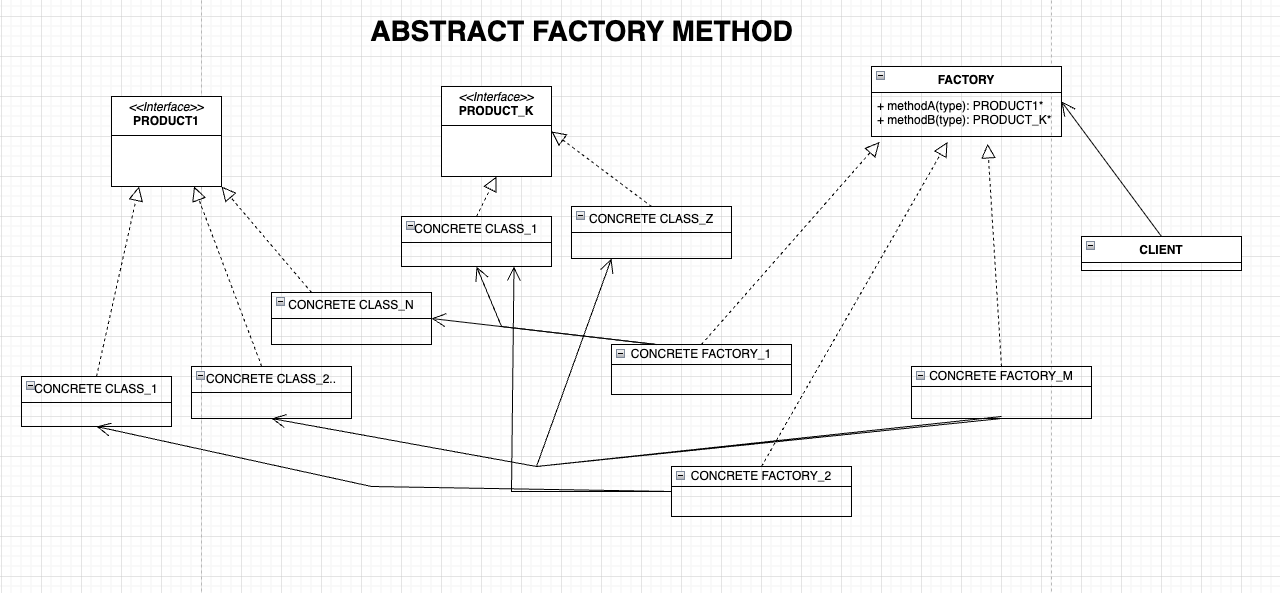 ABSTRACT FACTORY METHOD
<<Interface>>
PRODUCT1
<<Interface>>
PRODUCT_K
FACTORY
+ methodA(type): PRODUCT1*
+ methodB(type): PRODUCT_K*
CONCRETE CLASS_1
CONCRETE CLASS_Z
CLIENT
CONCRETE CLASS_N
CONCRETE FACTORY_1
CONCRETE CLASS_1
CONCRETE CLASS_2..
CONCRETE FACTORY_M
CONCRETE FACTORY_2